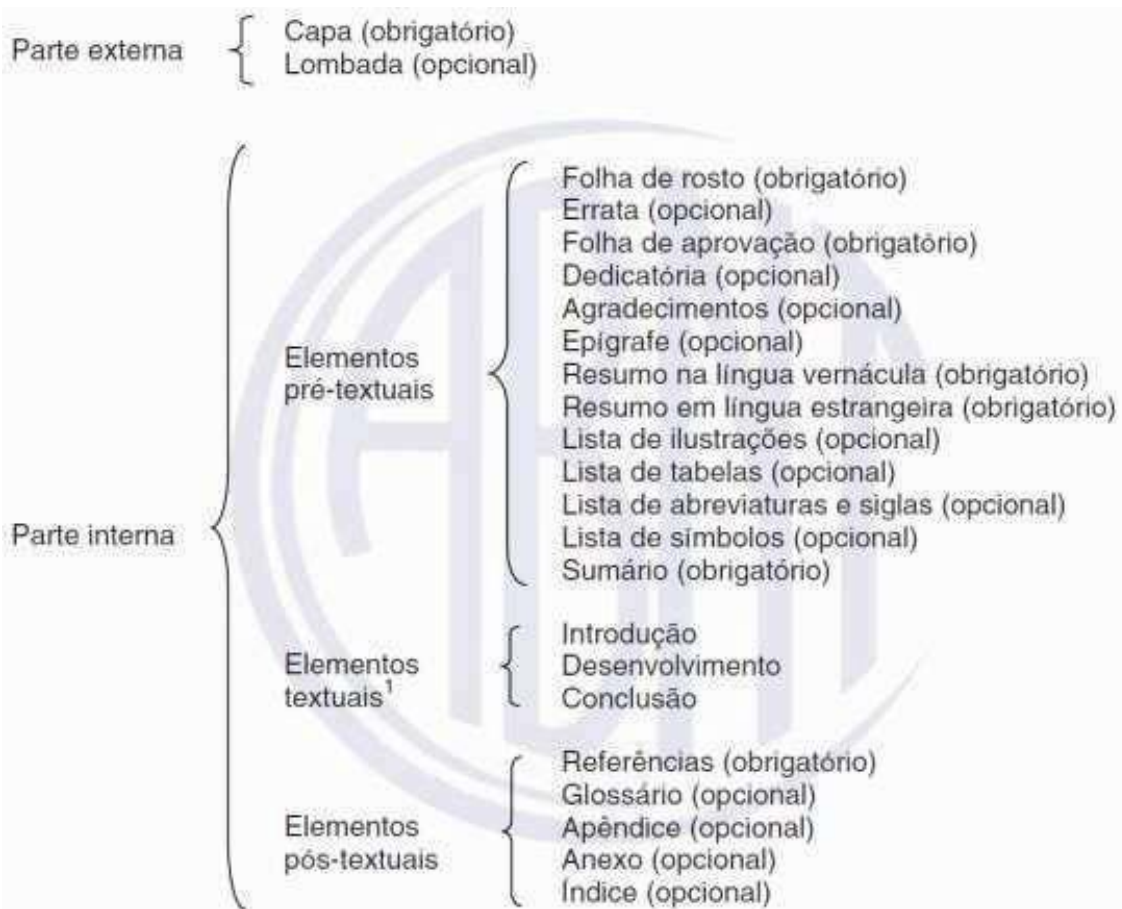 Parte externa
Capa (obrigatório)
Lombada (opcional)
Parte interna
Elementos
pré-textuais
Folha de rosto (obrigatório)
Errata (opcional)
Folha de aprovação (obrigatório)
Dedicatória (opcional)
Agradecimentos (opcional)
Epígrafe (opcional)
Resumo na língua vernácula (obrigatório)
Resumo em língua estrangeira (obrigatório)
Lista de ilustrações (opcional)
Lista de tabelas (opcional)
Lista de abreviaturas e siglas (opcional)
Lista de símbolos (opcional)
Sumário (obrigatório)
Elementos
textuais¹
Introdução
Desenvolvimento
Conclusão
Elementos
pós-textuais
Referências (obrigatório)
Glossário (opcional)
Apêndice (opcional)
Anexo (opcional)
Índice (opcional)